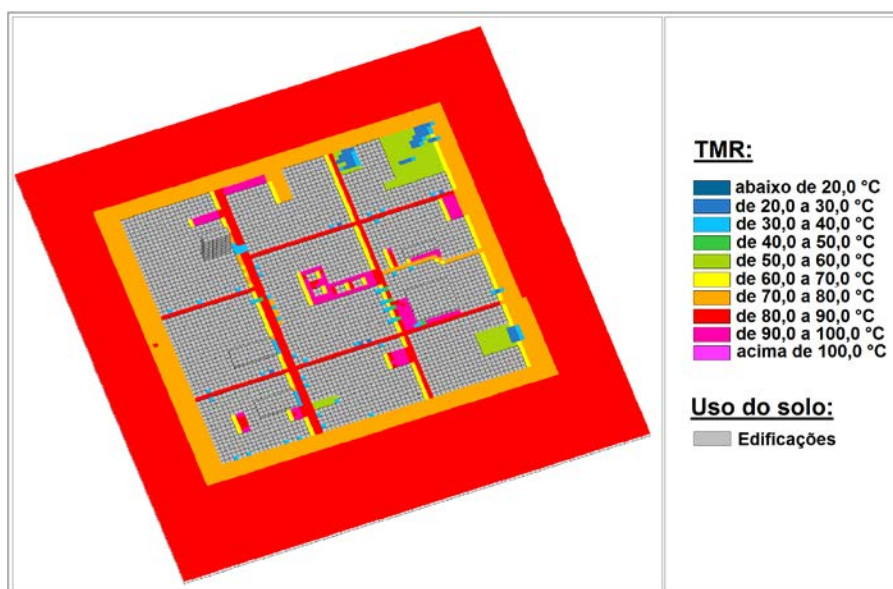 TMR:
abaixo de 20,0 °C
de 20,0 a 30,0 °C
de 30,0 a 40,0 °C
de 40,0 a 50,0 °C
de 50,0 a 60,0 °C
de 60,0 a 70,0 °C
de 70,0 a 80,0 °C
de 80,0 a 90,0 °C
de 90,0 a 100,0 °C
acima de 100,0 °C
Uso do solo:
Edificações